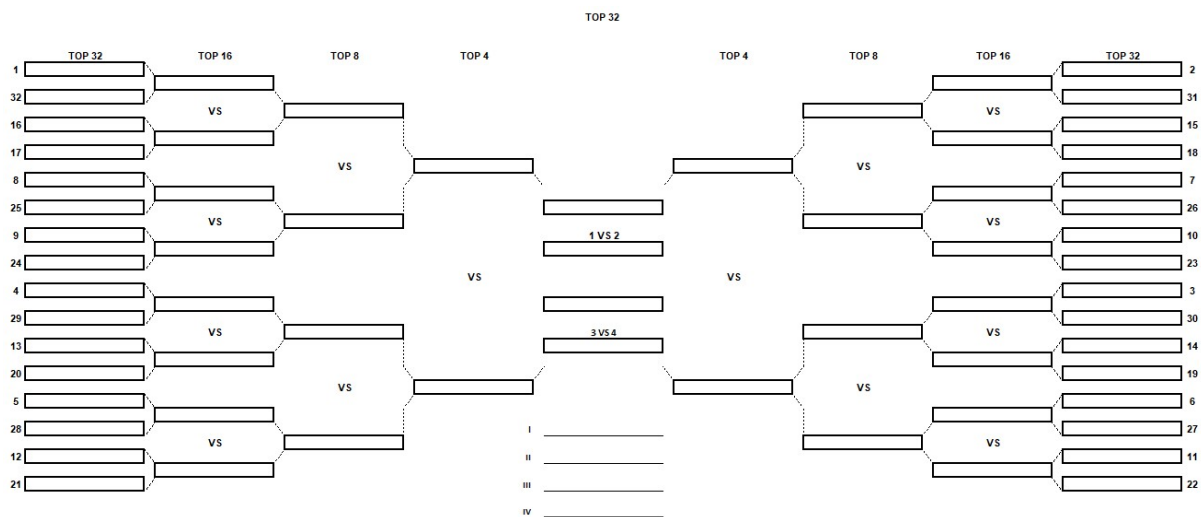 TOP 32
TOP 32 TOP 16 TOP 8 TOP 4 TOP 4 TOP 8 TOP 16 TOP 32
1 2
32 VS VS 31
16 15
17 VS VS 18
8 7
25 VS VS 26
9 1 VS 2 10
24 23
VS VS
4 3
29 VS VS 30
13 3 VS 4 14
20 19
VS VS
5 6
28 I 27
VS VS
12 II 11
21 III 22
IV